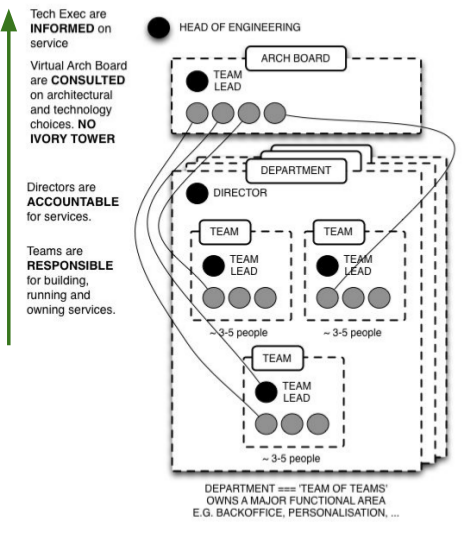 Tech Exec are
INFORMED on
service
HEAD OF ENGINEERING
Virtual Arch Board
are CONSULTED
on architectural
and technology
choices. NO
IVORY TOWER
ARCH BOARD
TEAM
LEAD
Directors are
ACCOUNTABLE
for services.
Teams are
RESPONSIBLE
for building,
running and
owning services.
DEPARTMENT
DIRECTOR
TEAM
TEAM
LEAD
~ 3-5 people
TEAM
TEAM
LEAD
~ 3-5 people
TEAM
TEAM
LEAD
~ 3-5 people
DEPARTMENT === 'TEAM OF TEAMS'
OWNS A MAJOR FUNCTIONAL AREA
E.G. BACKOFFICE, PERSONALISATION, ...